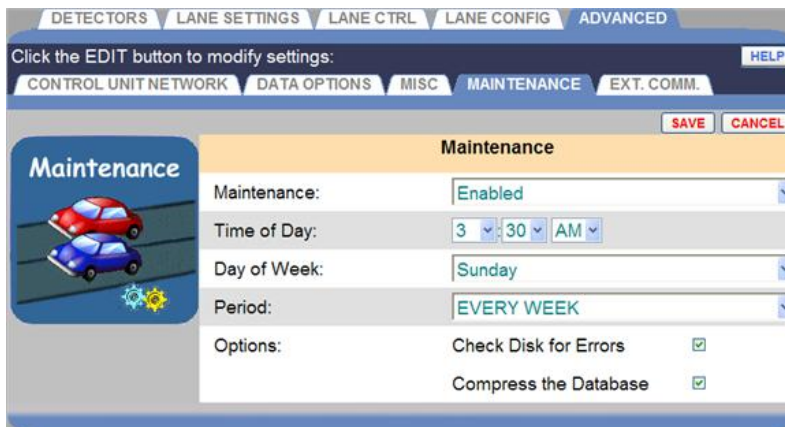 DETECTORS LANE SETTINGS LANE CTRL LANE CONFIG ADVANCED
Click the EDIT button to modify settings: HELP
CONTROL UNIT NETWORK DATA OPTIONS MISC MAINTENANCE EXT. COMM.
SAVE CANCEL
Maintenance
Maintenance
Maintenance: Enabled
Time of Day: 3 : 30 AM
Day of Week: Sunday
Period: EVERY WEEK
Options: Check Disk for Errors
Compress the Database